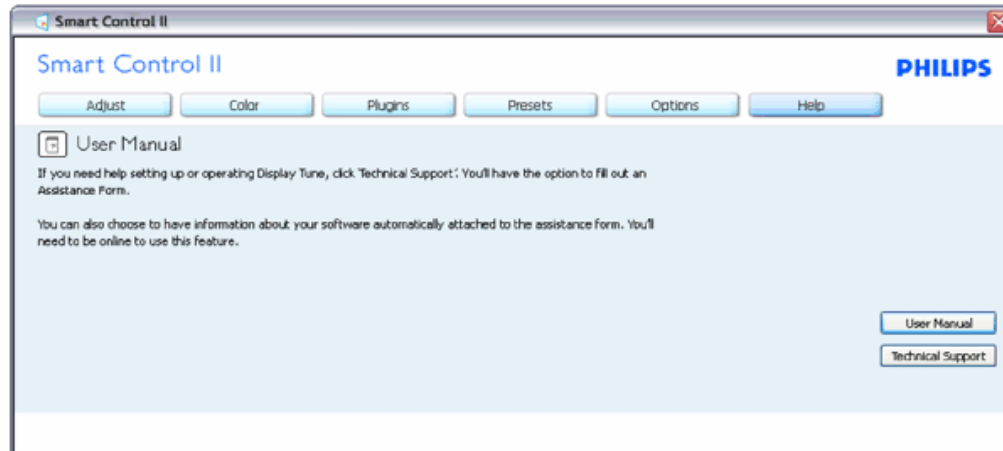 Smart Control II
Smart Control II
PHILIPS
Adjust
Color
Plugins
Presets
Options
Help
User Manual
If you need help setting up or operating Display Tune, click 'Technical Support'. You'll have the option to fill out an
Assistance Form.
You can also choose to have information about your software automatically attached to the assistance form. You'll
need to be online to use this feature.
User Manual
Technical Support